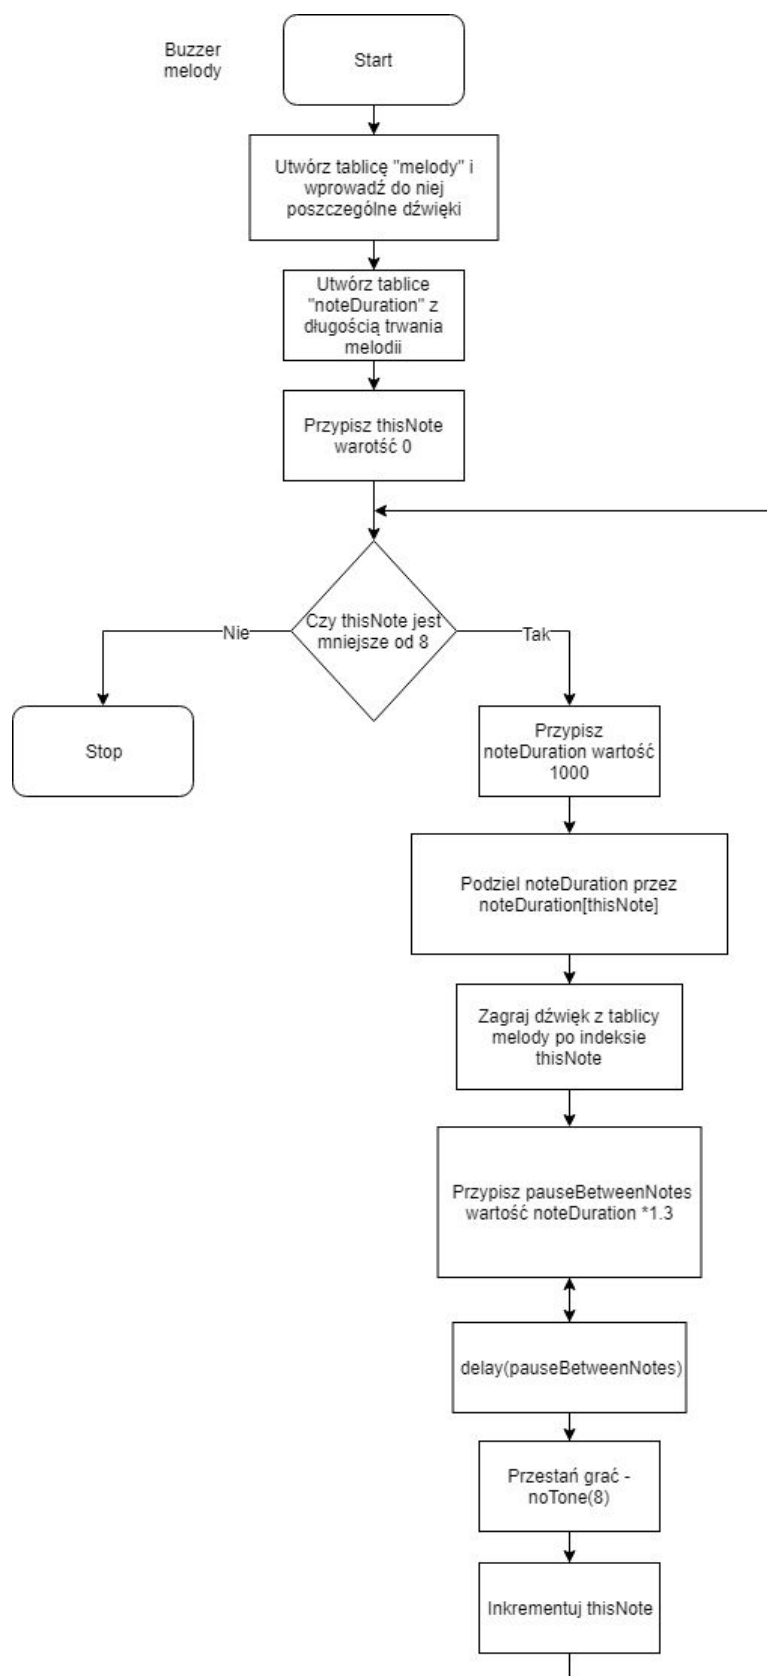 Buzzer
melody
Start
Utwórz tablicę "melody" i
wprowadź do niej
poszczególne dźwięki
Utwórz tablice
"noteDuration" z
długością trwania
melodii
Przypisz thisNote
warotść 0
Czy thisNote jest
mniejsze od 8
Nie
Tak
Stop
Przypisz
noteDuration wartość
1000
Podziel noteDuration przez
noteDuration[thisNote]
Zagraj dźwięk z tablicy
melody po indeksie
thisNote
Przypisz pauseBetweenNotes
wartość noteDuration *1.3
delay(pauseBetweenNotes)
Przestań grać -
noTone(8)
Inkrementuj thisNote